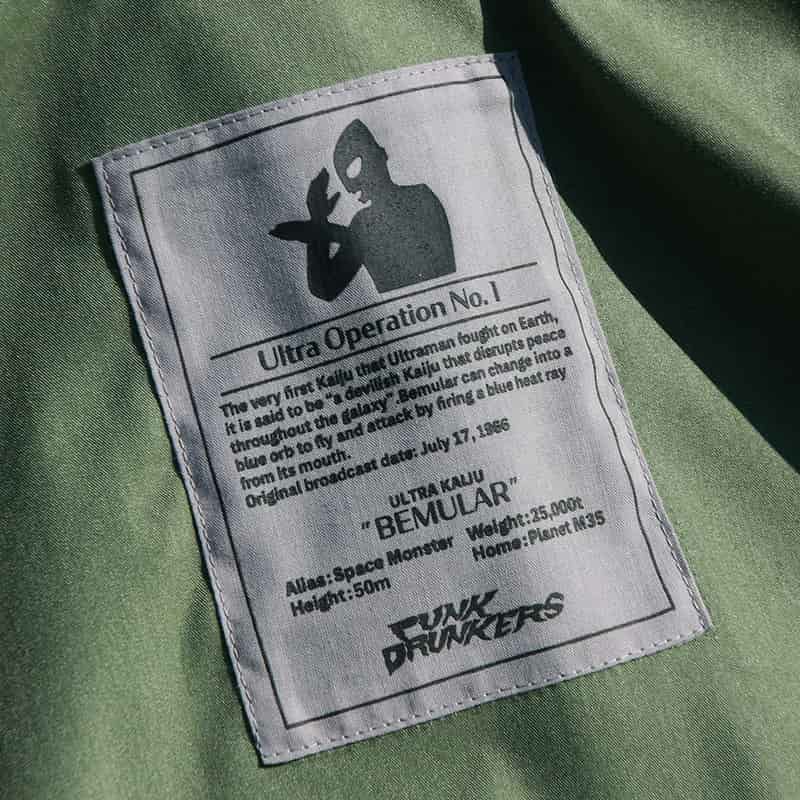 Ultra Operation No.1
The very first Kaiju that Ultraman fought on Earth,
it is said to be "a devilish Kaiju that disrupts peace
throughout the galaxy".Bemular can change into a
blue orb to fly and attack by firing a blue heat ray
from its mouth.
Original broadcast date: July 17, 1966
ULTRA KAIJU
"BEMULAR"
Alias:Space Monster Weight:25,000t
Height:50m Home:Planet M35
PUNK
DRUNKERS